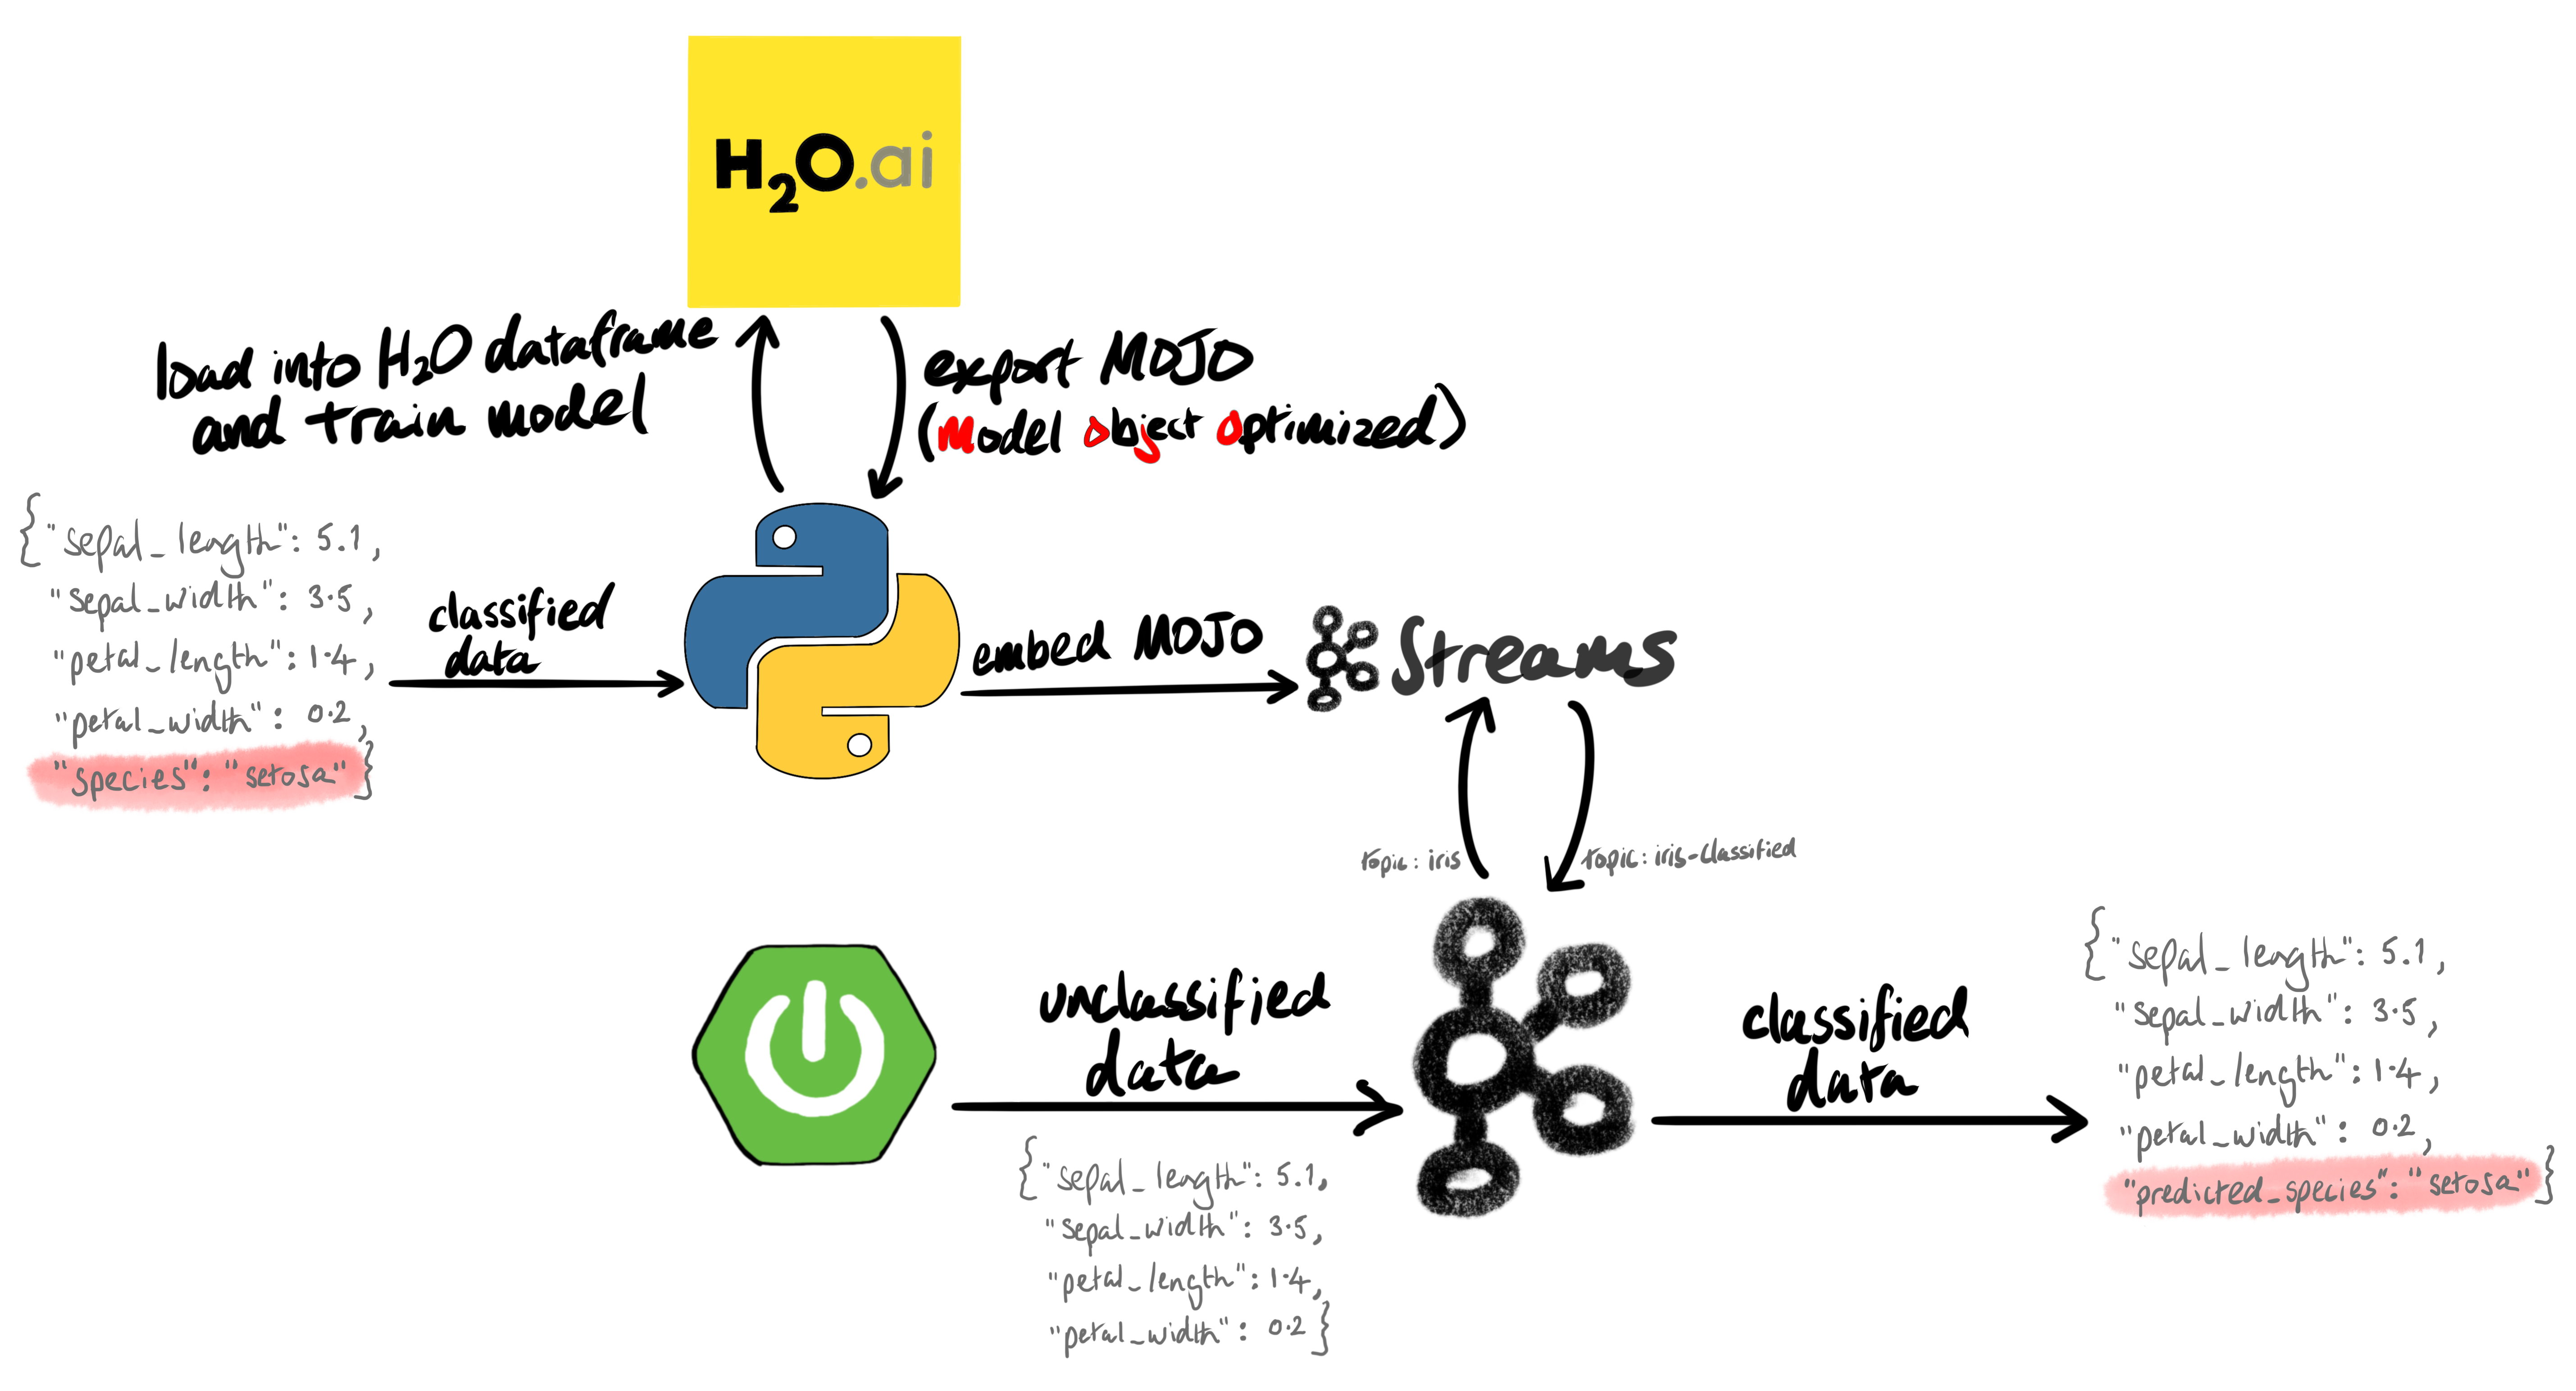 H2O.ai
load into H2O dataframe
and train model
export MOJO
(Model Object Optimized)
{"sepal_length": 5.1,
"sepal_width": 3.5,
"petal_length": 1.4,
"petal_width": 0.2,
"species": "setosa"}
classified
data
embed MOJO
Streams
topic: iris
topic: iris-classified
unclassified
data
{"sepal_length": 5.1,
"sepal_width": 3.5,
"petal_length": 1.4,
"petal_width": 0.2}
classified
data
{"sepal_length": 5.1,
"sepal_width": 3.5,
"petal_length": 1.4,
"petal_width": 0.2,
"predicted_species": "setosa"}